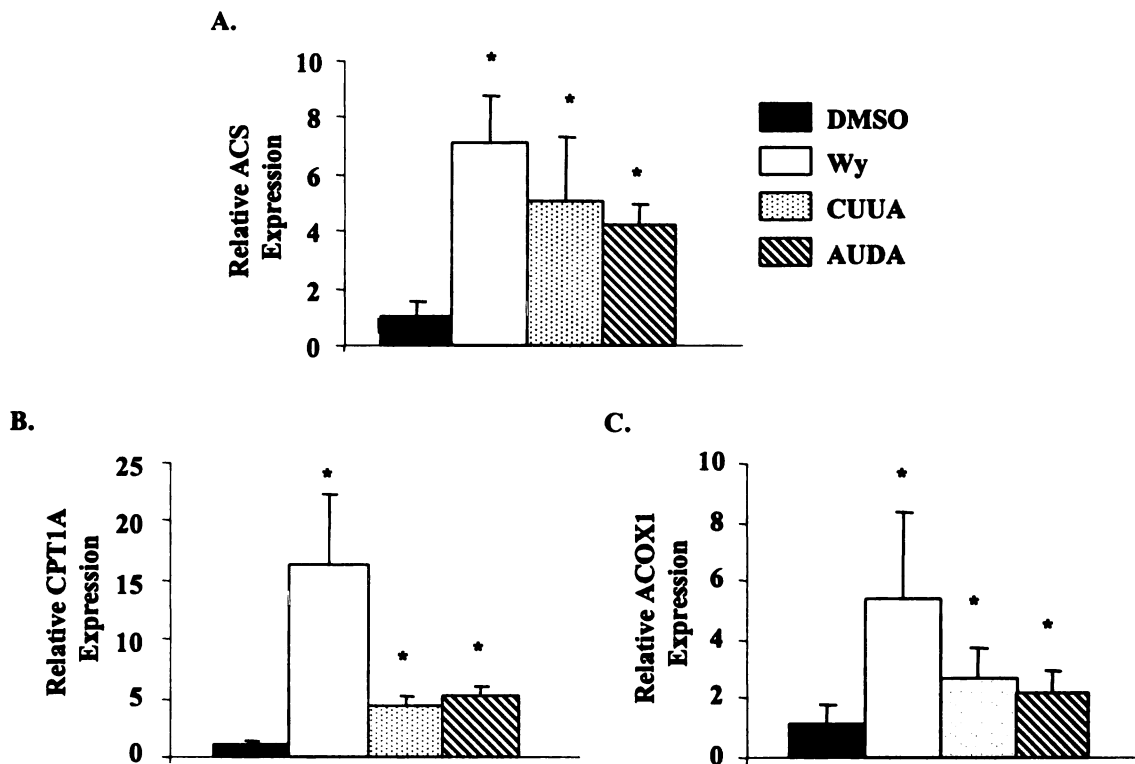 A.
Relative ACS
Expression
10
8
6
4
2
0
*
*
*
DMSO
Wy
CUUA
AUDA
B.
Relative CPT1A
Expression
25
20
15
10
5
0
*
*
*
C.
Relative ACOX1
Expression
10
8
6
4
2
0
*
*
*